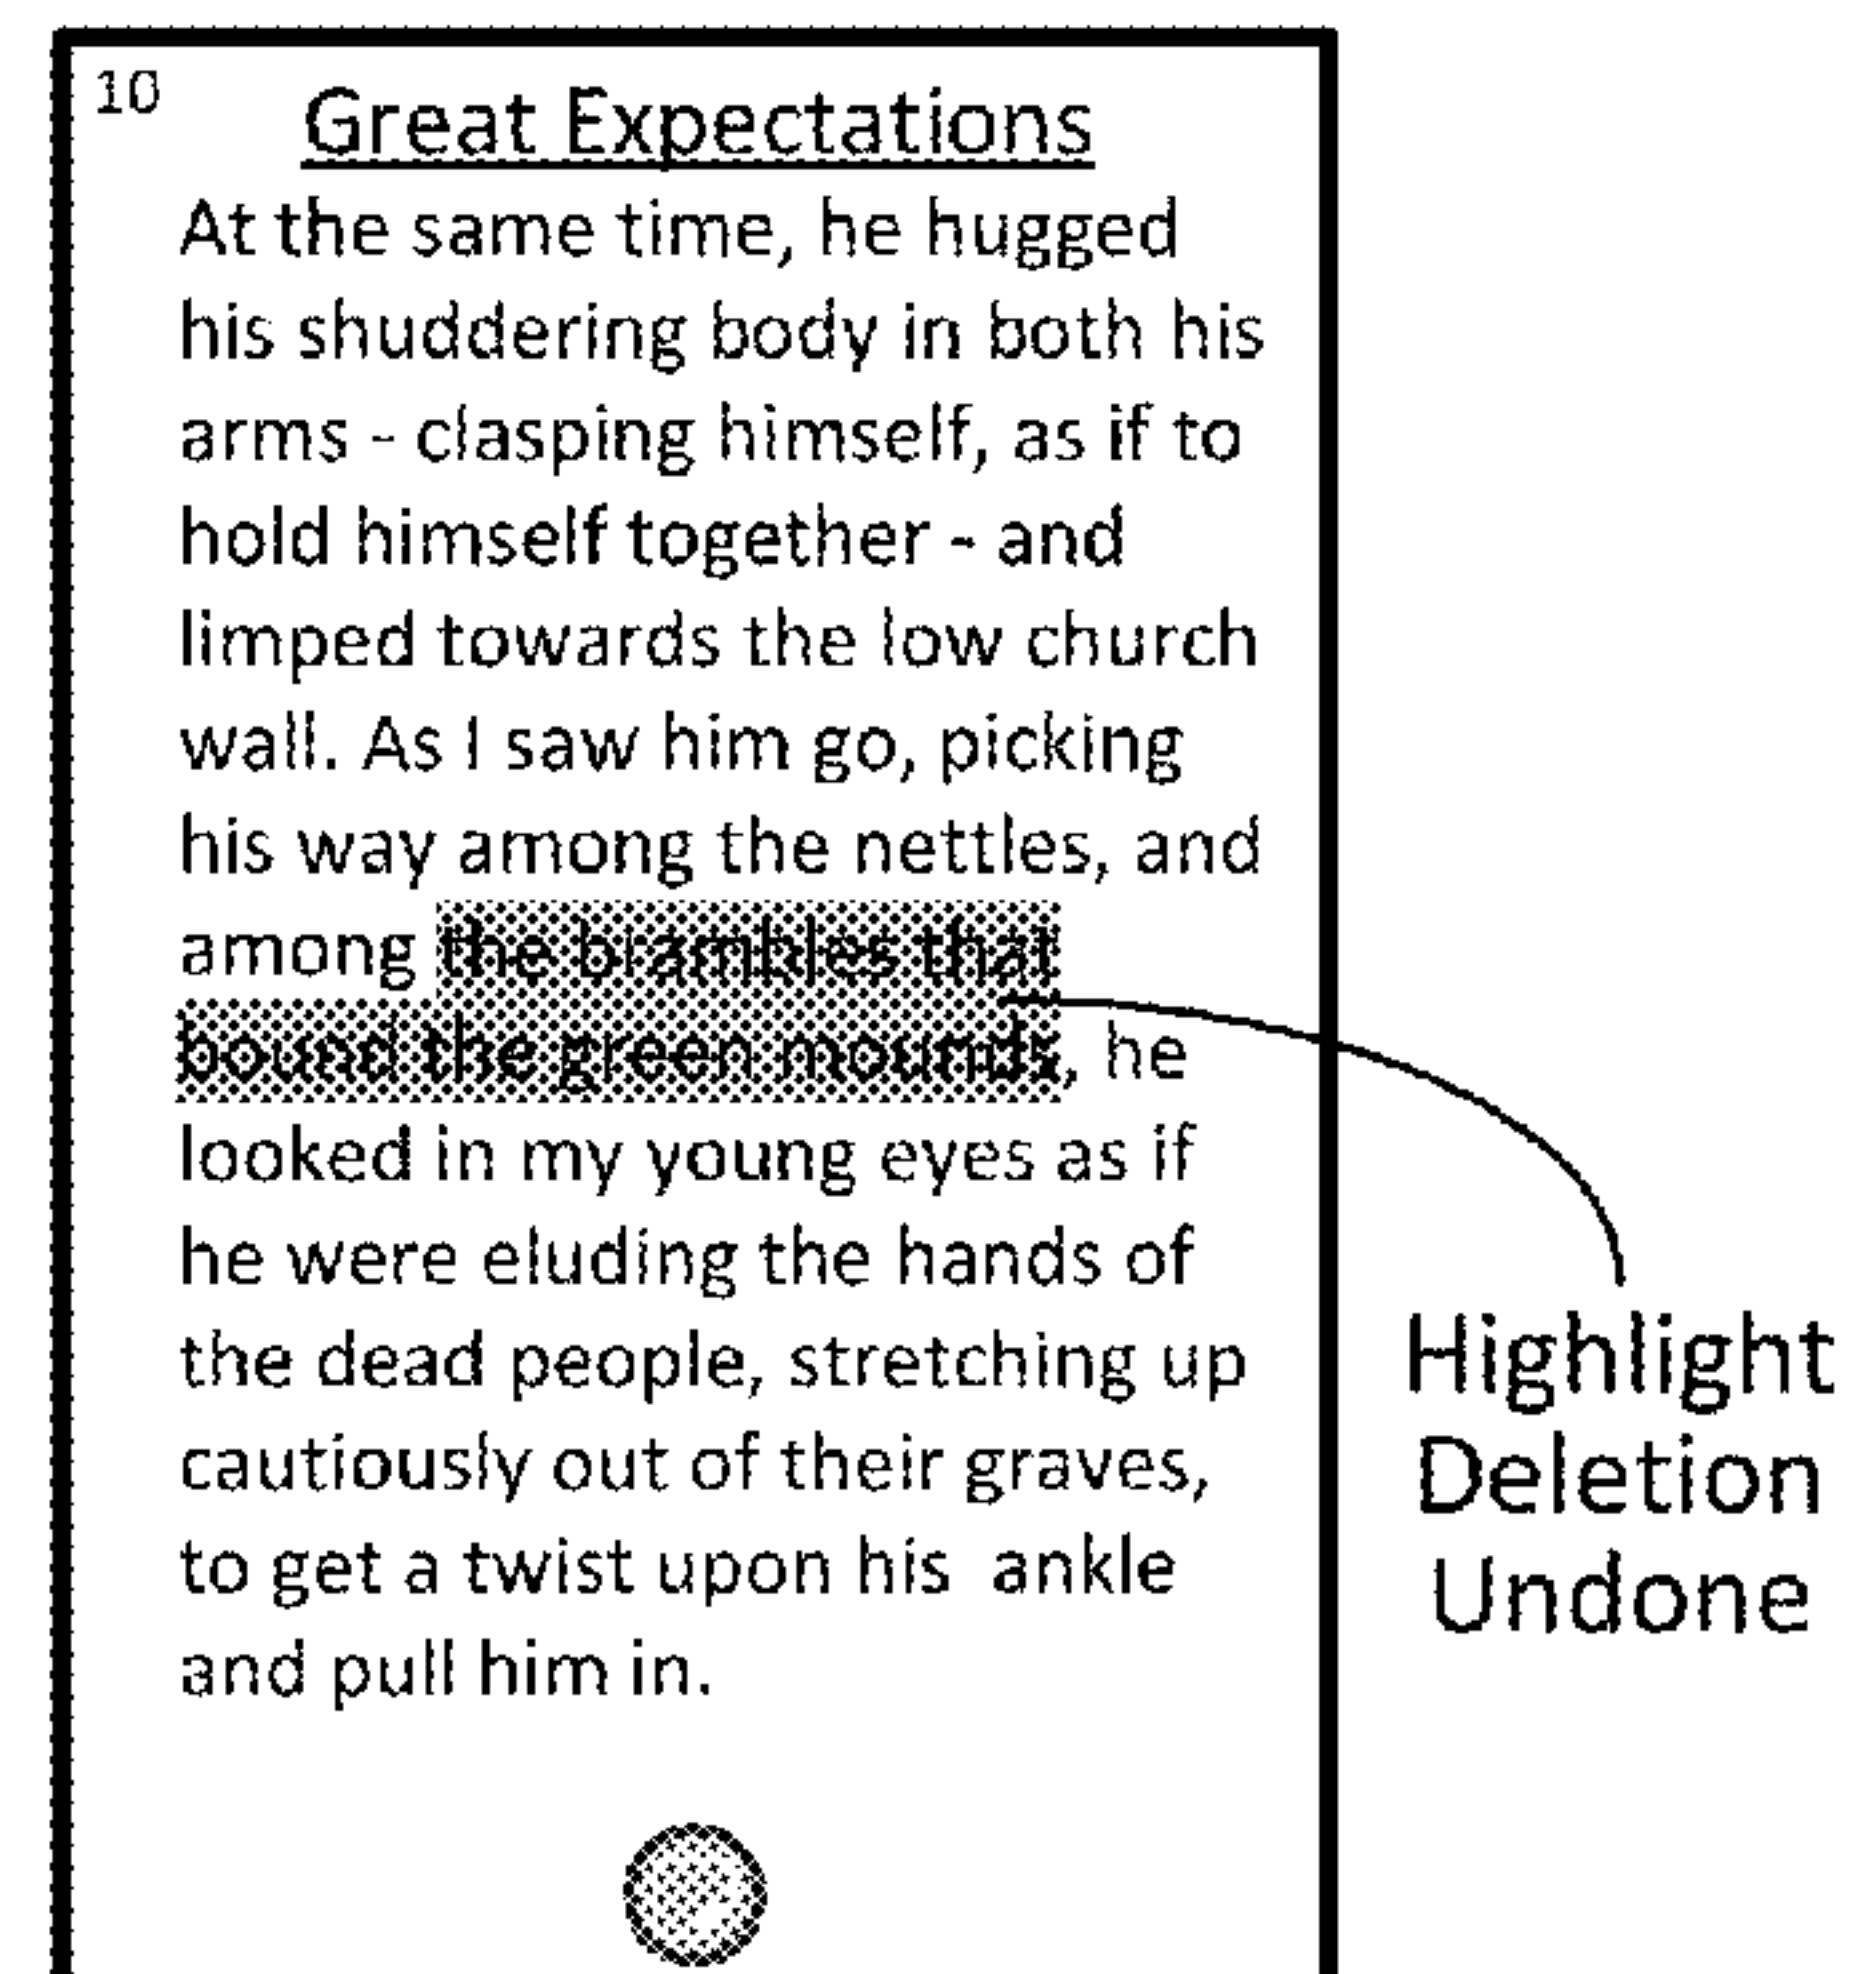 10
Great Expectations
At the same time, he hugged
his shuddering body in both his
arms - clasping himself, as if to
hold himself together - and
limped towards the low church
wall. As I saw him go, picking
his way among the nettles, and
among the brambles that
bound the green mounds, he
looked in my young eyes as if
he were eluding the hands of
the dead people, stretching up
cautiously out of their graves,
to get a twist upon his  ankle
and pull him in.
Highlight
Deletion
Undone